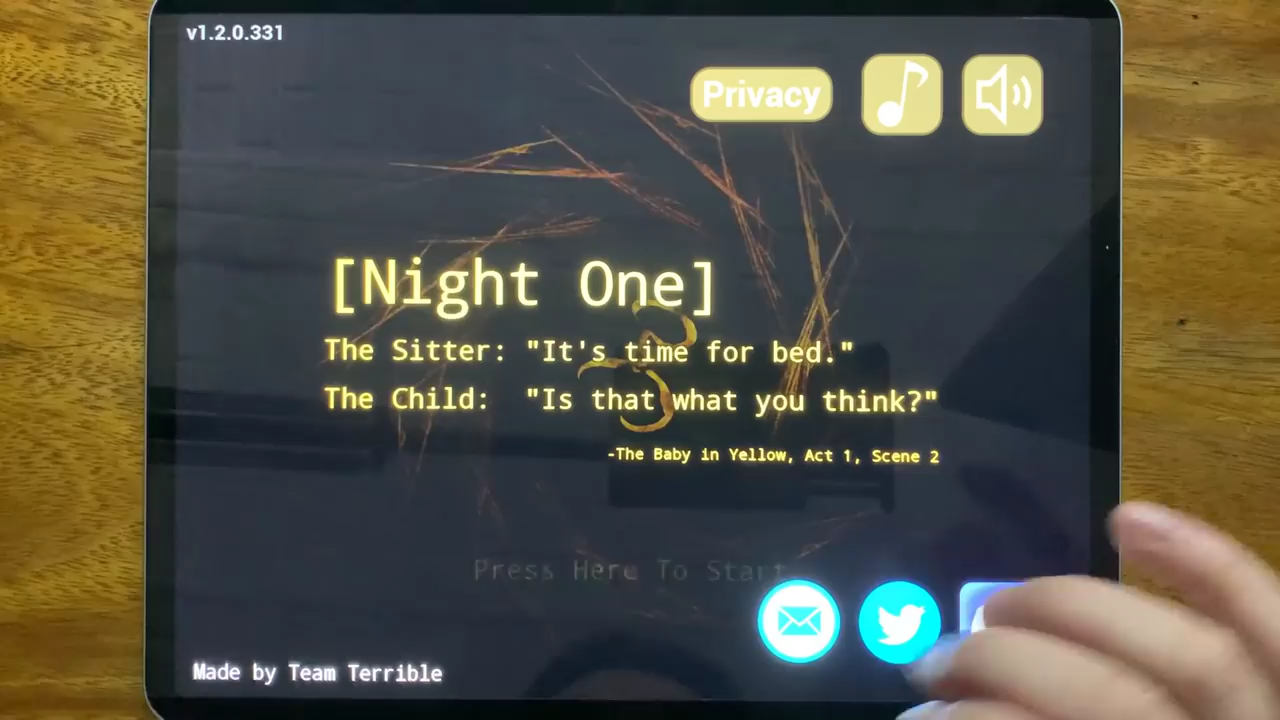 v1.2.0.331
Privacy
[Night One]
The Sitter: "It's time for bed."
The Child: "Is that what you think?"
-The Baby in Yellow, Act 1, Scene 2
Press Here To Start
Made by Team Terrible